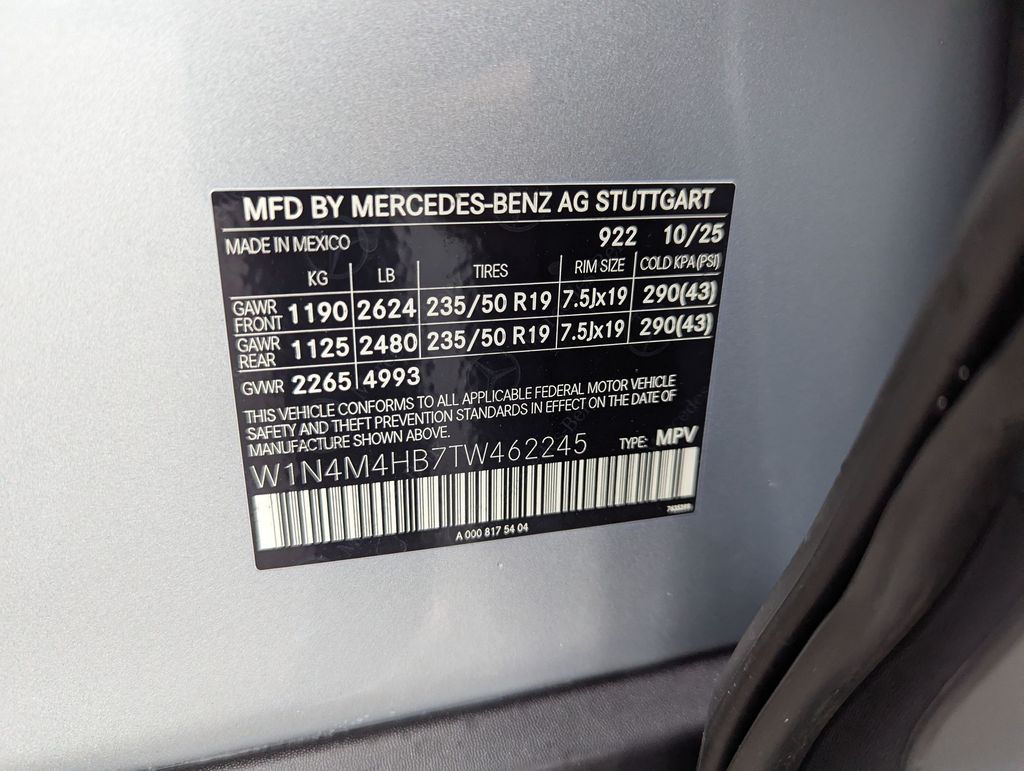 MFD BY MERCEDES-BENZ AG STUTTGART
MADE IN MEXICO 922 10/25
KG LB TIRES RIM SIZE COLD KPA(PSI)
GAWR FRONT 1190 2624 235/50 R19 7.5Jx19 290(43)
GAWR REAR 1125 2480 235/50 R19 7.5Jx19 290(43)
GVWR 2265 4993
THIS VEHICLE CONFORMS TO ALL APPLICABLE FEDERAL MOTOR VEHICLE
SAFETY AND THEFT PREVENTION STANDARDS IN EFFECT ON THE DATE OF
MANUFACTURE SHOWN ABOVE.
W1N4M4HB7TW462245 TYPE: MPV
A 000 817 54 04